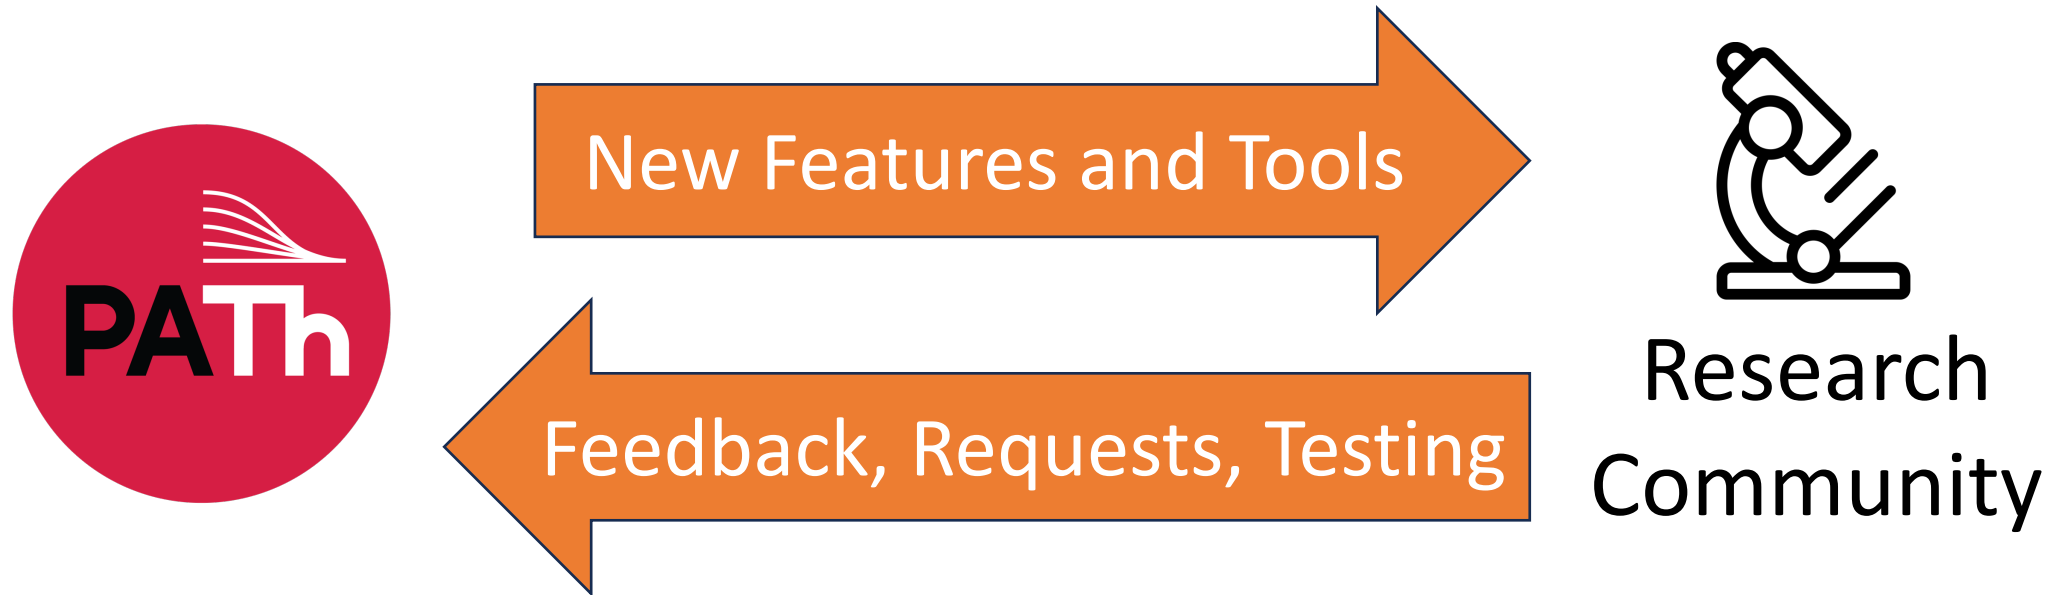 PATh
New Features and Tools
Feedback, Requests, Testing
Research
Community